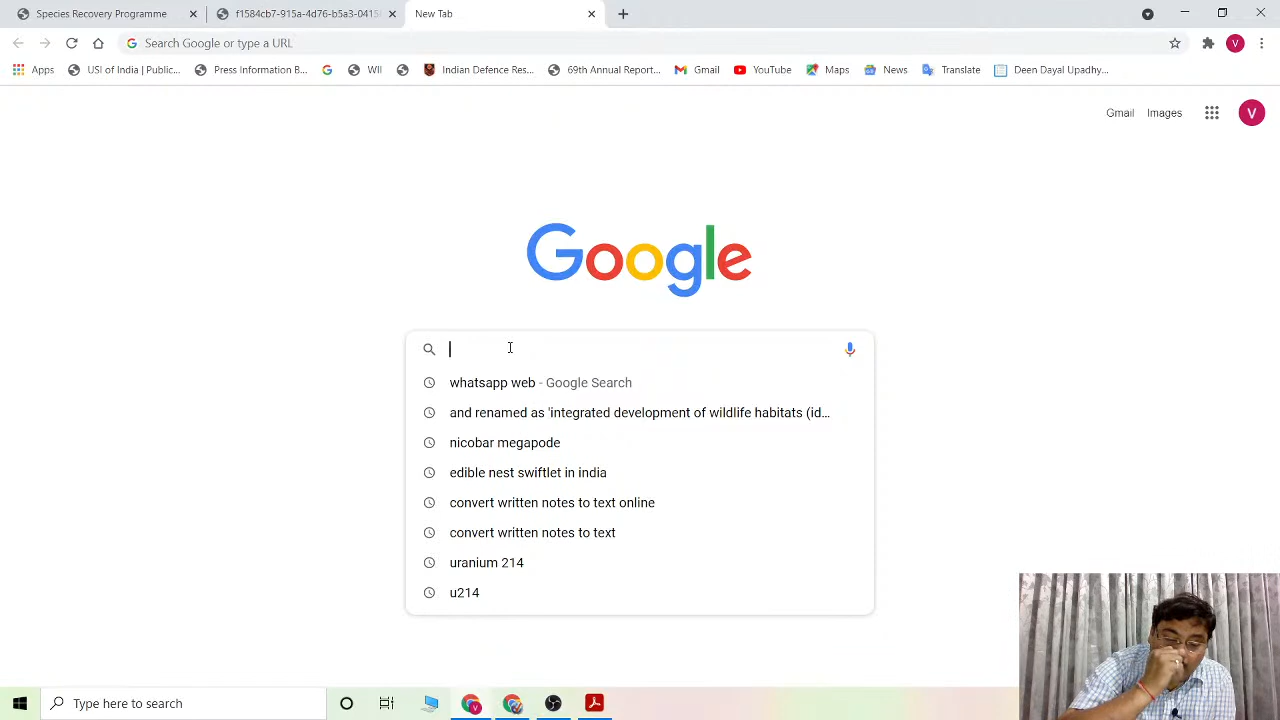 Species Recovery Programme
f1584cb7-915a-4d76-b5a3-0415
New Tab
Search Google or type a URL
V
Apps
USI of India | Public...
Press Information B...
WII
Indian Defence Res...
69th Annual Report...
Gmail
YouTube
Maps
News
Translate
Deen Dayal Upadhy...
Gmail Images
V
Google
whatsapp web - Google Search
and renamed as 'integrated development of wildlife habitats (id...
nicobar megapode
edible nest swiftlet in india
convert written notes to text online
convert written notes to text
uranium 214
u214
Type here to search